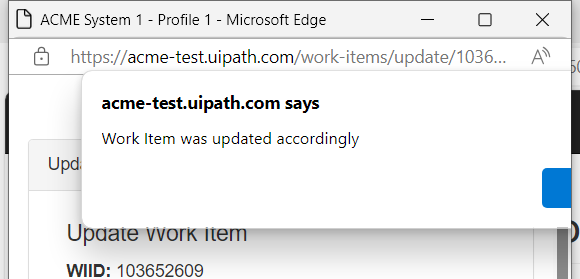 ACME System 1 - Profile 1 - Microsoft Edge
https://acme-test.uipath.com/work-items/update/1036...
acme-test.uipath.com says
Work Item was updated accordingly
Upda
Update Work Item
WIID: 103652609